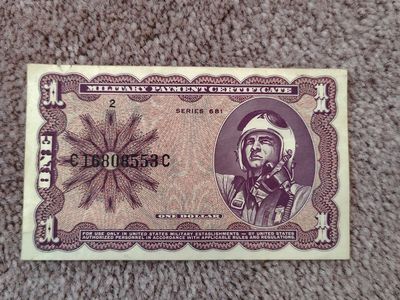 MILITARY PAYMENT CERTIFICATE
1
1
2
SERIES 681
ONE
C16808553C
ONE DOLLAR
1
1
FOR USE ONLY IN UNITED STATES MILITARY ESTABLISHMENTS - BY UNITED STATES
AUTHORIZED PERSONNEL IN ACCORDANCE WITH APPLICABLE RULES AND REGULATIONS.